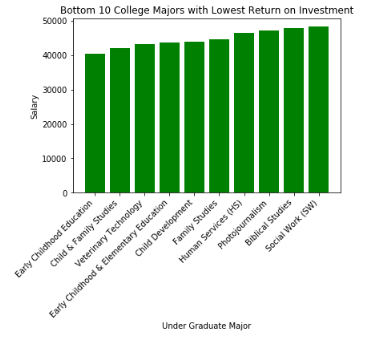 Bottom 10 College Majors with Lowest Return on Investment
50000
40000
30000
20000
10000
0
Salary
Early Childhood Education
Child & Family Studies
Veterinary Technology
Early Childhood & Elementary Education
Child Development
Family Studies
Human Services (HS)
Photojournalism
Biblical Studies
Social Work (SW)
Under Graduate Major